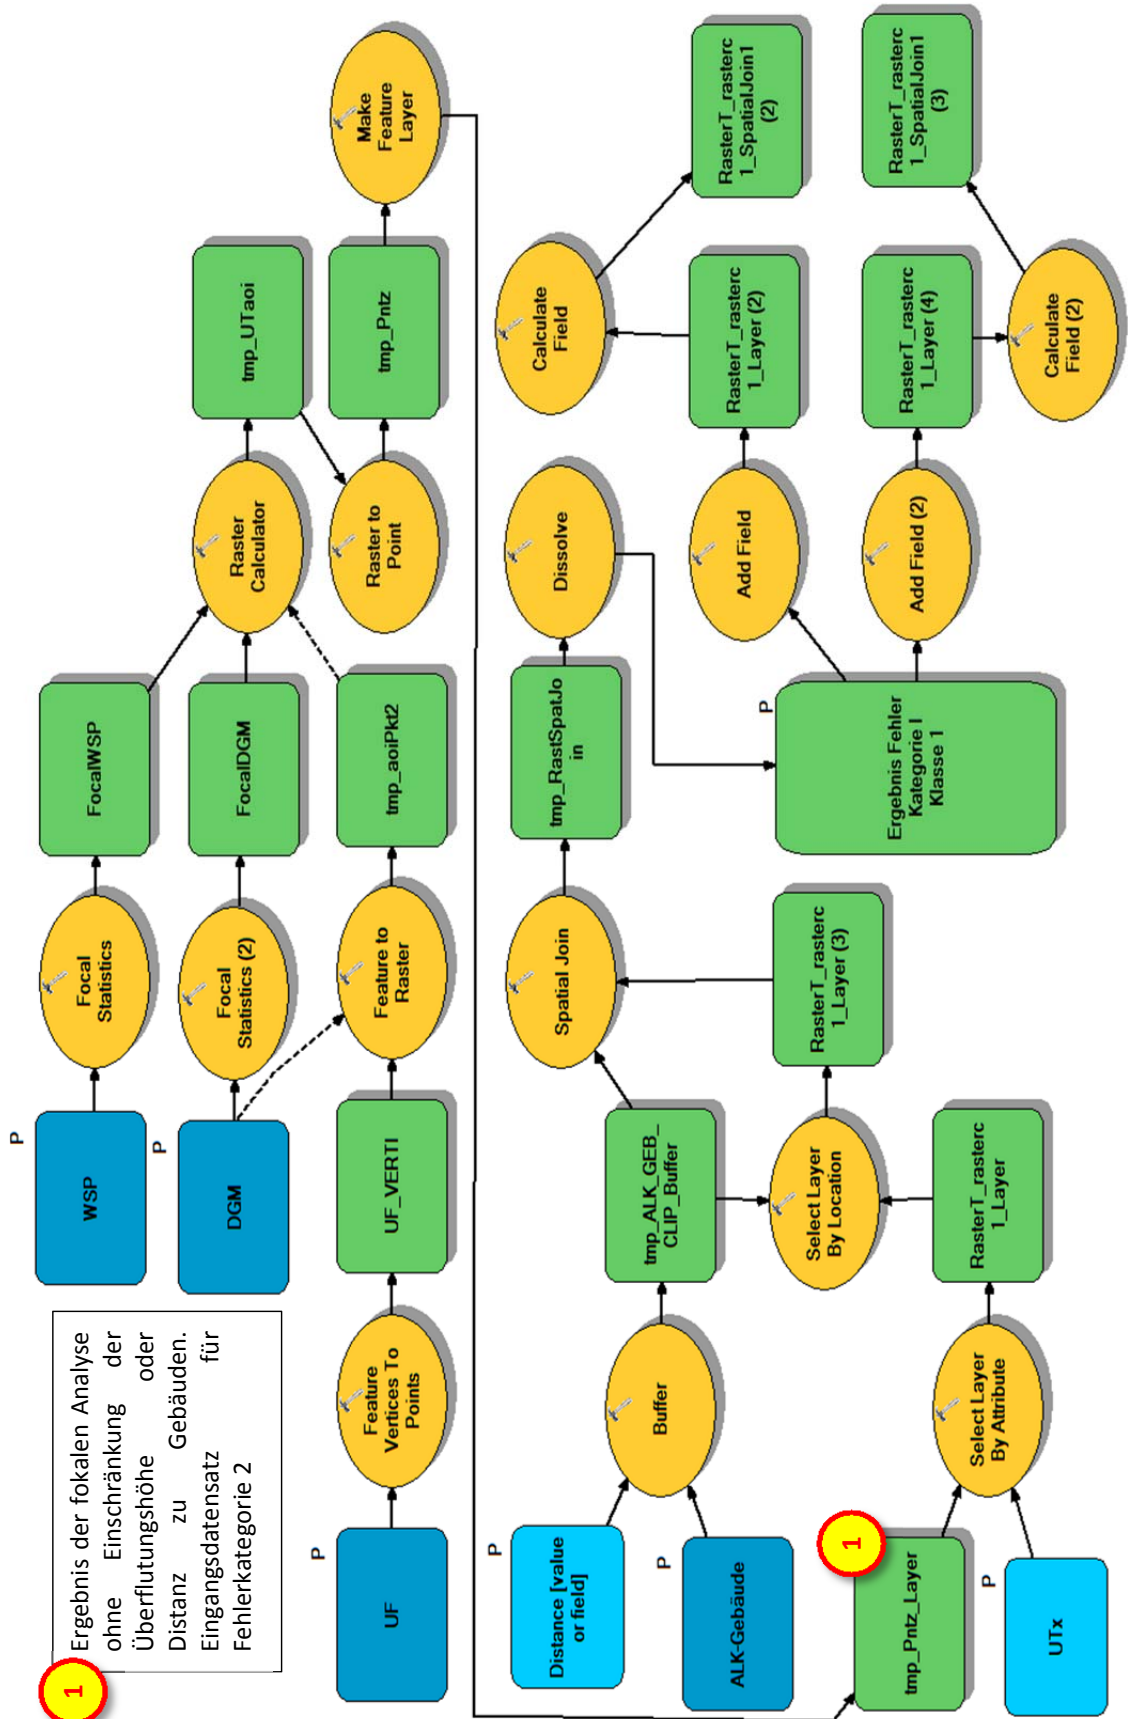 1
Ergebnis der fokalen Analyse
ohne Einschränkung der
Überflutungshöhe oder
Distanz zu Gebäuden.
Eingangsdatensatz für
Fehlerkategorie 2
P
WSP
Focal
Statistics
FocalWSP
P
DGM
Focal
Statistics (2)
FocalDGM
Raster
Calculator
tmp_UTaoi
P
UF
Feature
Vertices To
Points
UF_VERTI
Feature to
Raster
tmp_aoiPkt2
Raster to
Point
tmp_Pntz
Make
Feature
Layer
P
Distance [value
or field]
P
ALK-Gebäude
Buffer
tmp_ALK_GEB_
CLIP_Buffer
Spatial Join
tmp_RastSpatJo
in
Dissolve
Calculate
Field
1
tmp_Pntz_Layer
P
UTx
Select Layer
By Attribute
RasterT_rasterc
1_Layer
Select Layer
By Location
RasterT_rasterc
1_Layer (3)
P
Ergebnis Fehler
Kategorie I
Klasse 1
Add Field
RasterT_rasterc
1_Layer (2)
RasterT_rasterc
1_SpatialJoin1
(2)
Add Field (2)
RasterT_rasterc
1_Layer (4)
Calculate
Field (2)
RasterT_rasterc
1_SpatialJoin1
(3)